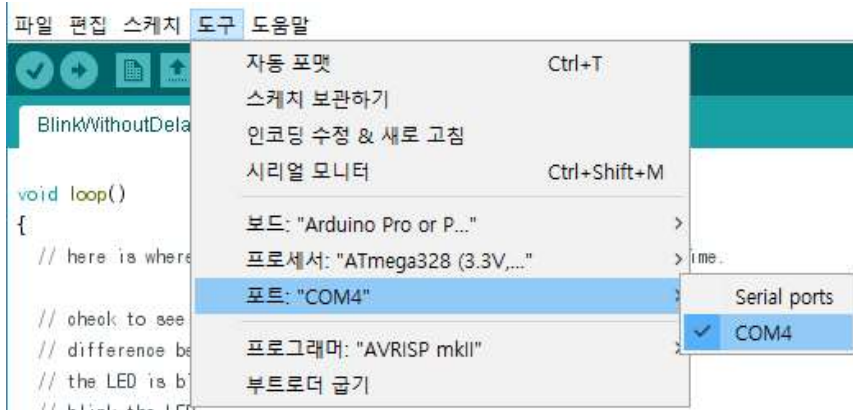 파일 편집 스케치 도구 도움말
자동 포맷 Ctrl+T
스케치 보관하기
BlinkWithoutDela
인코딩 수정 & 새로 고침
시리얼 모니터 Ctrl+Shift+M
void loop()
{
보드: "Arduino Pro or P..."
// here is where
프로세서: "ATmega328 (3.3V,..."
ime.
포트: "COM4"
Serial ports
COM4
// check to see
// difference be
프로그래머: "AVRISP mkII"
// the LED is b
부트로더 굽기
// blink the LED